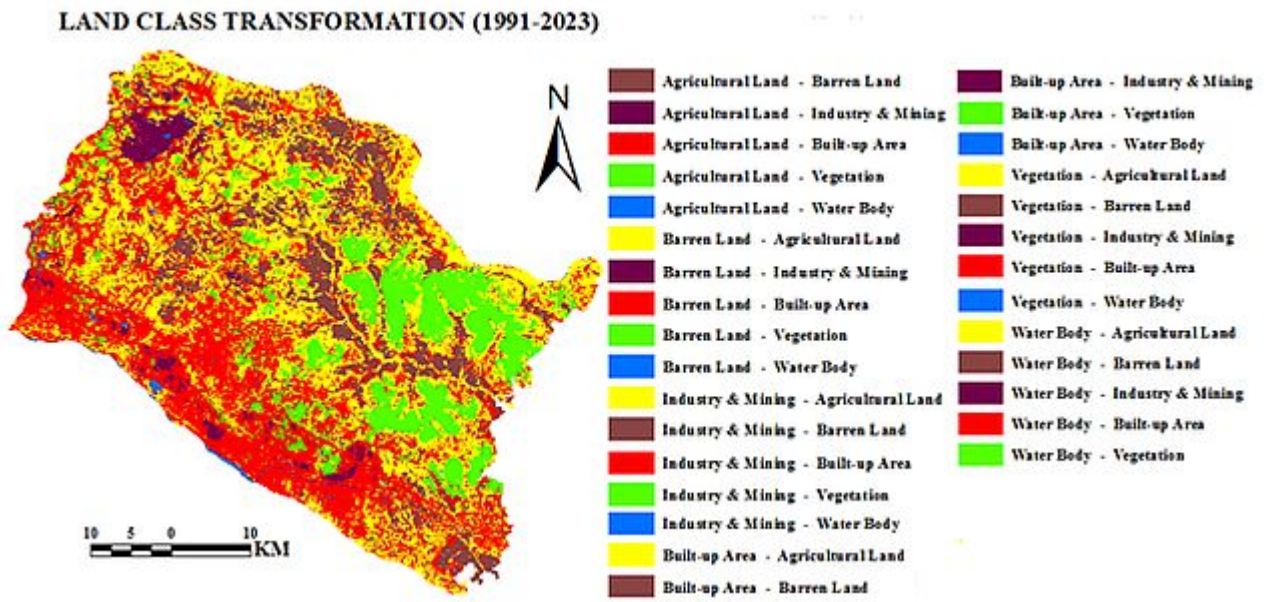 LAND CLASS TRANSFORMATION (1991-2023)
N
Agricultural Land - Barren Land
Agricultural Land - Industry & Mining
Agricultural Land - Built-up Area
Agricultural Land - Vegetation
Agricultural Land - Water Body
Barren Land - Agricultural Land
Barren Land - Industry & Mining
Barren Land - Built-up Area
Barren Land - Vegetation
Barren Land - Water Body
Industry & Mining - Agricultural Land
Industry & Mining - Barren Land
Industry & Mining - Built-up Area
Industry & Mining - Vegetation
Industry & Mining - Water Body
Built-up Area - Agricultural Land
Built-up Area - Barren Land
Built-up Area - Industry & Mining
Built-up Area - Vegetation
Built-up Area - Water Body
Vegetation - Agricultural Land
Vegetation - Barren Land
Vegetation - Industry & Mining
Vegetation - Built-up Area
Vegetation - Water Body
Water Body - Agricultural Land
Water Body - Barren Land
Water Body - Industry & Mining
Water Body - Built-up Area
Water Body - Vegetation
10 5 0 10
KM